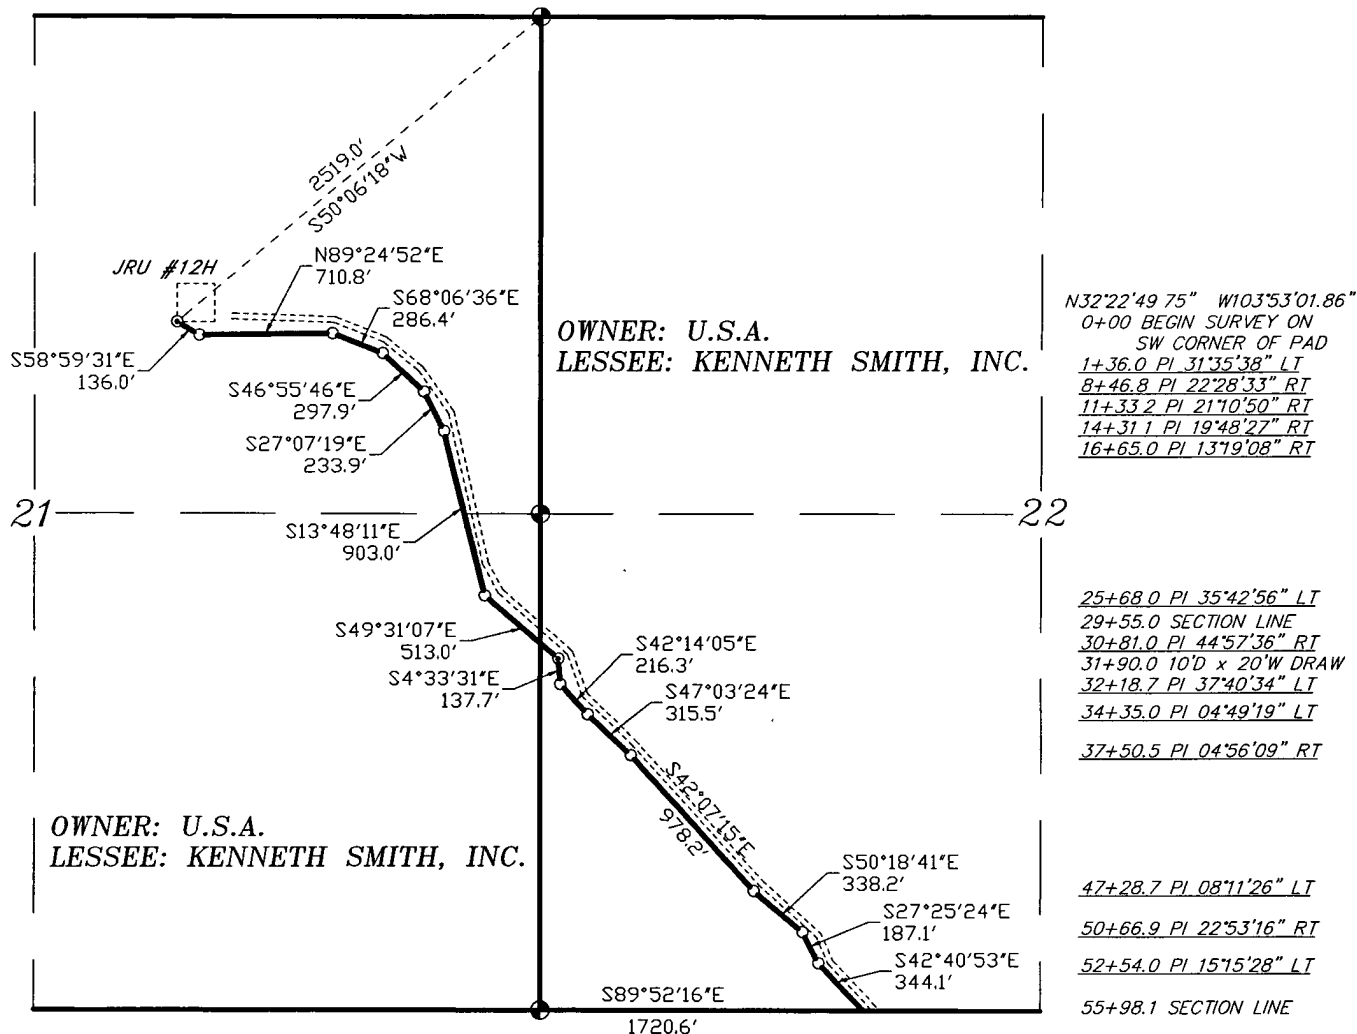 2519.0'
S50°06'18"W
JRU #12H
N89°24'52"E
710.8'
S68°06'36"E
286.4'
S58°59'31"E
136.0'
S46°55'46"E
297.9'
S27°07'19"E
233.9'
OWNER: U.S.A.
LESSEE: KENNETH SMITH, INC.
N32°22'49 75" W103°53'01.86"
0+00 BEGIN SURVEY ON
SW CORNER OF PAD
1+36.0 PI 31°35'38" LT
8+46.8 PI 22°28'33" RT
11+33 2 PI 21°10'50" RT
14+31 1 PI 19°48'27" RT
16+65.0 PI 13°19'08" RT
21
22
S13°48'11"E
903.0'
S49°31'07"E
513.0'
S4°33'31"E
137.7'
S42°14'05"E
216.3'
S47°03'24"E
315.5'
25+68 0 PI 35°42'56" LT
29+55.0 SECTION LINE
30+81.0 PI 44°57'36" RT
31+90.0 10'D x 20'W DRAW
32+18.7 PI 37°40'34" LT
34+35.0 PI 04°49'19" LT
37+50.5 PI 04°56'09" RT
S42°07'15"E
978.2'
OWNER: U.S.A.
LESSEE: KENNETH SMITH, INC.
S50°18'41"E
338.2'
S27°25'24"E
187.1'
S42°40'53"E
344.1'
47+28.7 PI 08°11'26" LT
50+66.9 PI 22°53'16" RT
52+54.0 PI 15°15'28" LT
55+98.1 SECTION LINE
S89°52'16"E
1720.6'